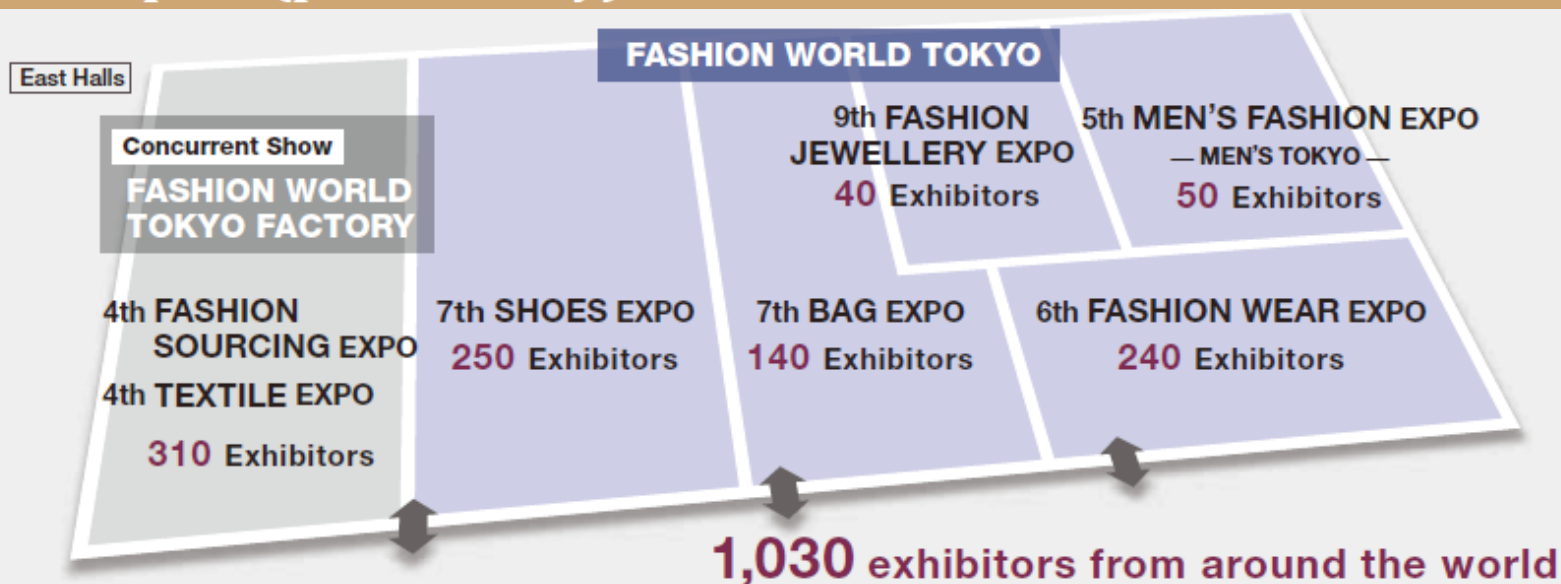 East Halls
FASHION WORLD TOKYO
Concurrent Show
FASHION WORLD
TOKYO FACTORY
4th FASHION
SOURCING EXPO
4th TEXTILE EXPO
310 Exhibitors
7th SHOES EXPO
250 Exhibitors
7th BAG EXPO
140 Exhibitors
9th FASHION
JEWELLERY EXPO
40 Exhibitors
5th MEN'S FASHION EXPO
— MEN'S TOKYO —
50 Exhibitors
6th FASHION WEAR EXPO
240 Exhibitors
1,030 exhibitors from around the world